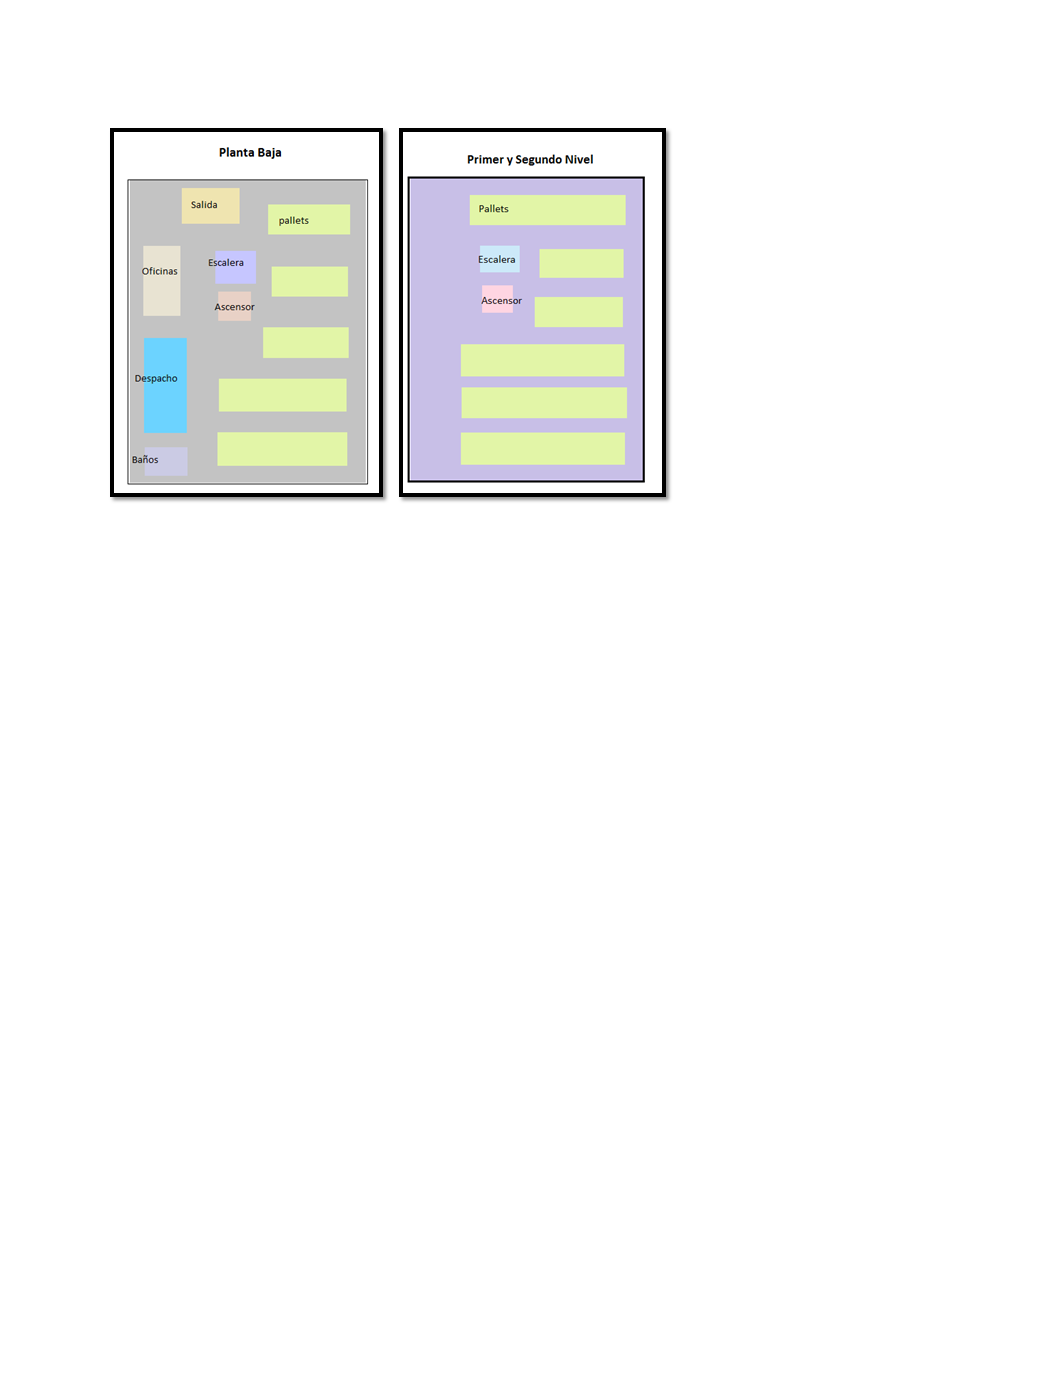 Planta Baja
Salida
pallets
Escalera
Oficinas
Ascensor
Despacho
Baños
Primer y Segundo Nivel
Pallets
Escalera
Ascensor